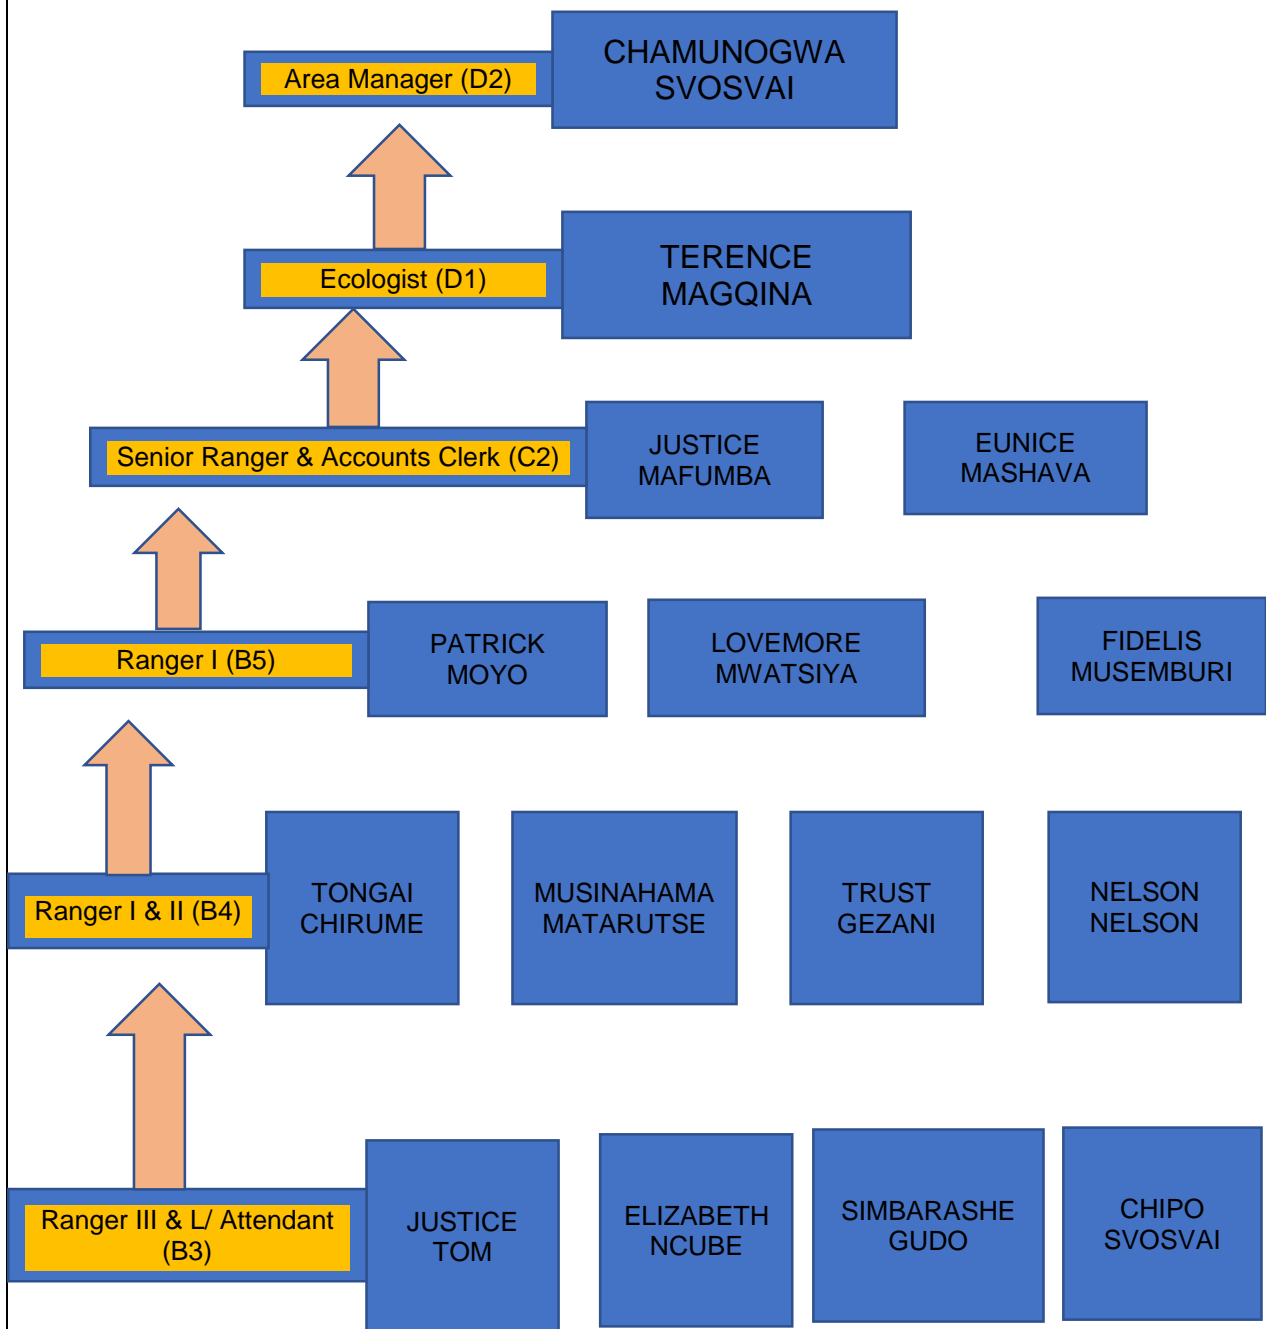 Area Manager (D2)
CHAMUNOGWA
SVOSVAI
Ecologist (D1)
TERENCE
MAGQINA
Senior Ranger & Accounts Clerk (C2)
JUSTICE
MAFUMBA
EUNICE
MASHAVA
Ranger I (B5)
PATRICK
MOYO
LOVEMORE
MWATSIYA
FIDELIS
MUSEMBURI
Ranger I & II (B4)
TONGAI
CHIRUME
MUSINAHAMA
MATARUTSE
TRUST
GEZANI
NELSON
NELSON
Ranger III & L/ Attendant
(B3)
JUSTICE
TOM
ELIZABETH
NCUBE
SIMBARASHE
GUDO
CHIPO
SVOSVAI